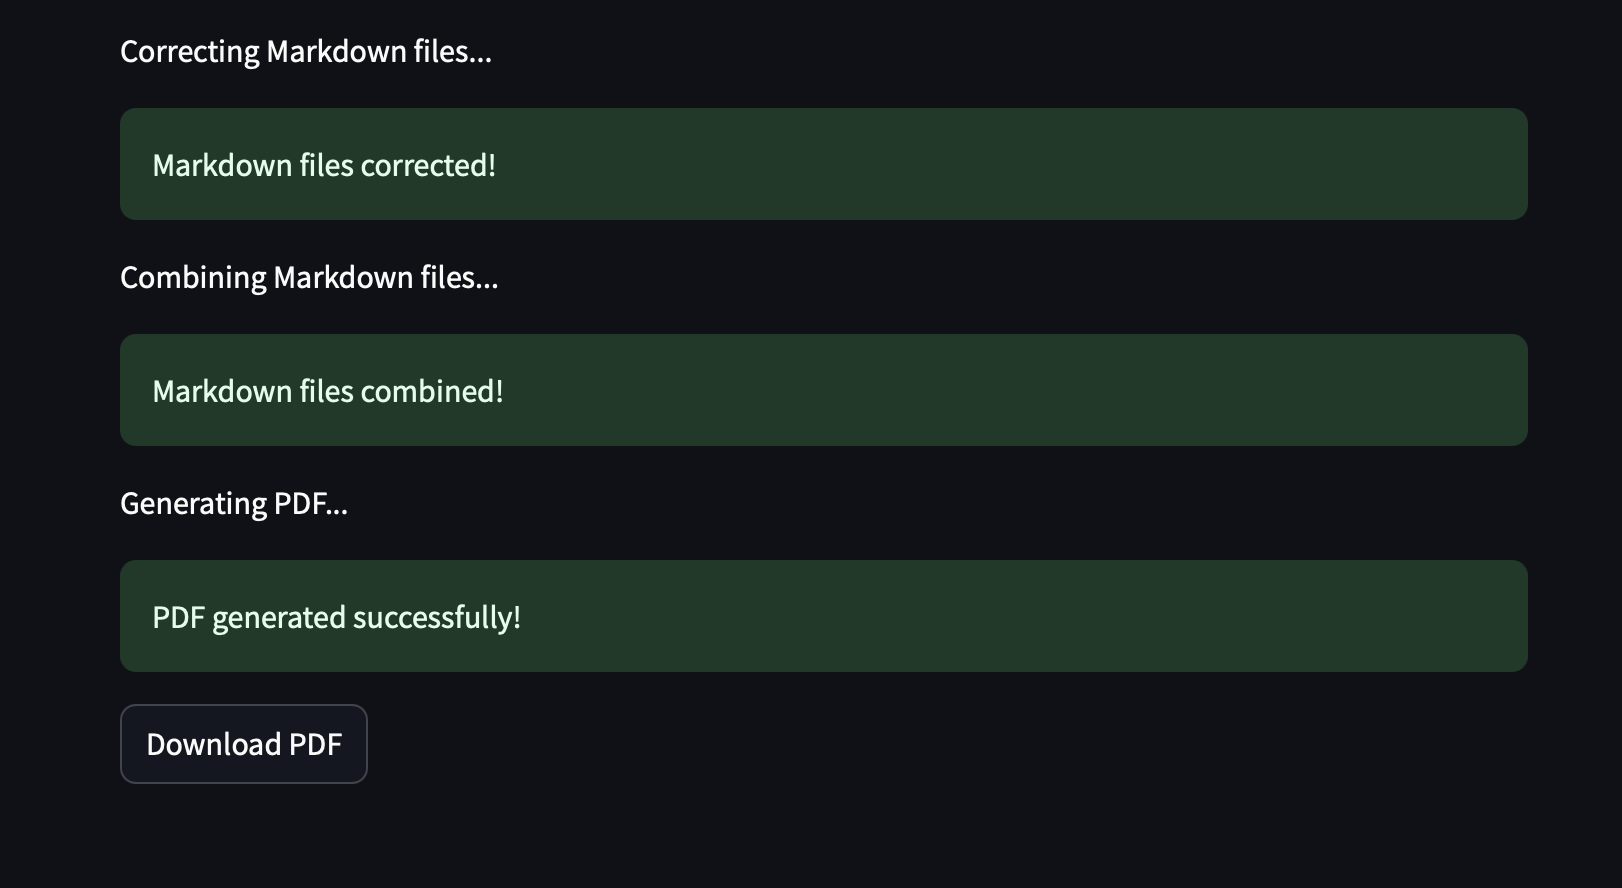 Correcting Markdown files...
Markdown files corrected!
Combining Markdown files...
Markdown files combined!
Generating PDF...
PDF generated successfully!
Download PDF